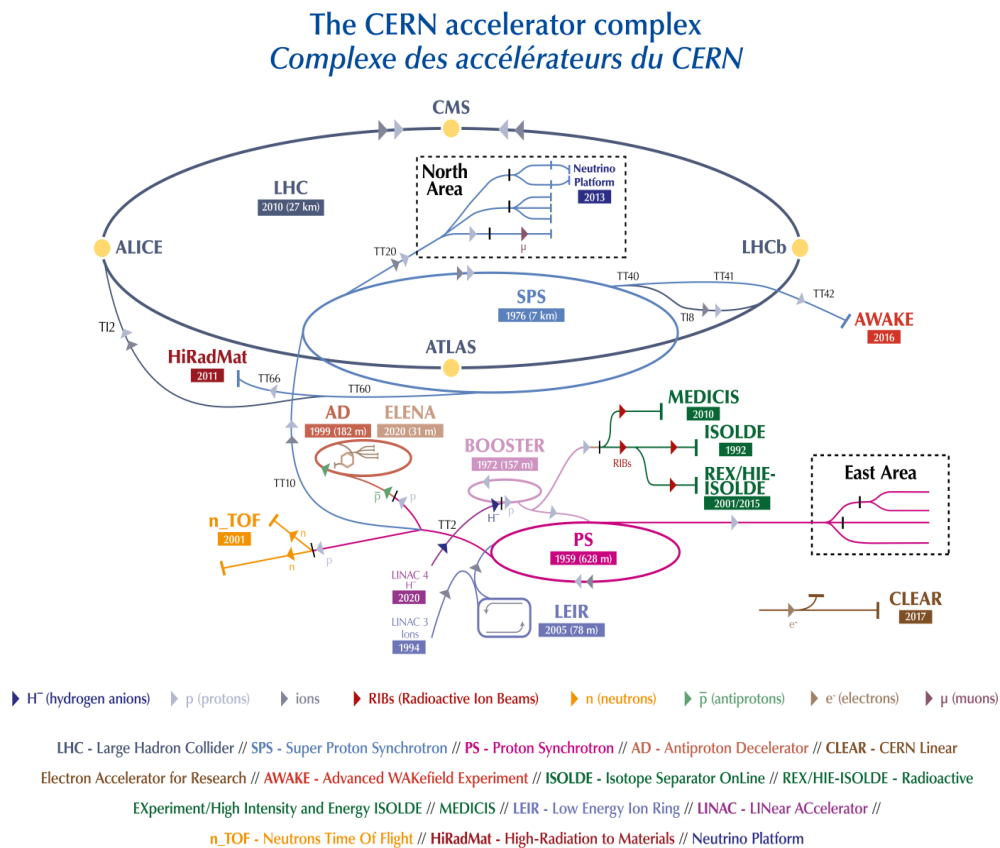 The CERN accelerator complex
Complexe des accélérateurs du CERN
CMS
North
Area
Neutrino
Platform
2013
LHC
2010 (27 km)
μ
ALICE
LHCb
TT20
TT40
TT41
TT42
SPS
1976 (7 km)
TI8
TI2
AWAKE
2016
ATLAS
HiRadMat
2011
TT66
TT60
AD
1999 (182 m)
ELENA
2020 (31 m)
MEDICIS
2010
BOOSTER
1972 (157 m)
ISOLDE
1992
RIBs
REX/HIE-
ISOLDE
2001/2015
East Area
TT10
p̅
p
H⁻
p
n_TOF
2001
n
n
p
TT2
PS
1959 (628 m)
LINAC 4
H⁻
2020
LINAC 3
Ions
1994
LEIR
2005 (78 m)
CLEAR
2017
e⁻
H⁻ (hydrogen anions)
p (protons)
ions
RIBs (Radioactive Ion Beams)
n (neutrons)
p̅ (antiprotons)
e⁻ (electrons)
μ (muons)
LHC - Large Hadron Collider // SPS - Super Proton Synchrotron // PS - Proton Synchrotron // AD - Antiproton Decelerator // CLEAR - CERN Linear
Electron Accelerator for Research // AWAKE - Advanced WAKefield Experiment // ISOLDE - Isotope Separator OnLine // REX/HIE-ISOLDE - Radioactive
EXperiment/High Intensity and Energy ISOLDE // MEDICIS // LEIR - Low Energy Ion Ring // LINAC - LINear ACcelerator //
n_TOF - Neutrons Time Of Flight // HiRadMat - High-Radiation to Materials // Neutrino Platform